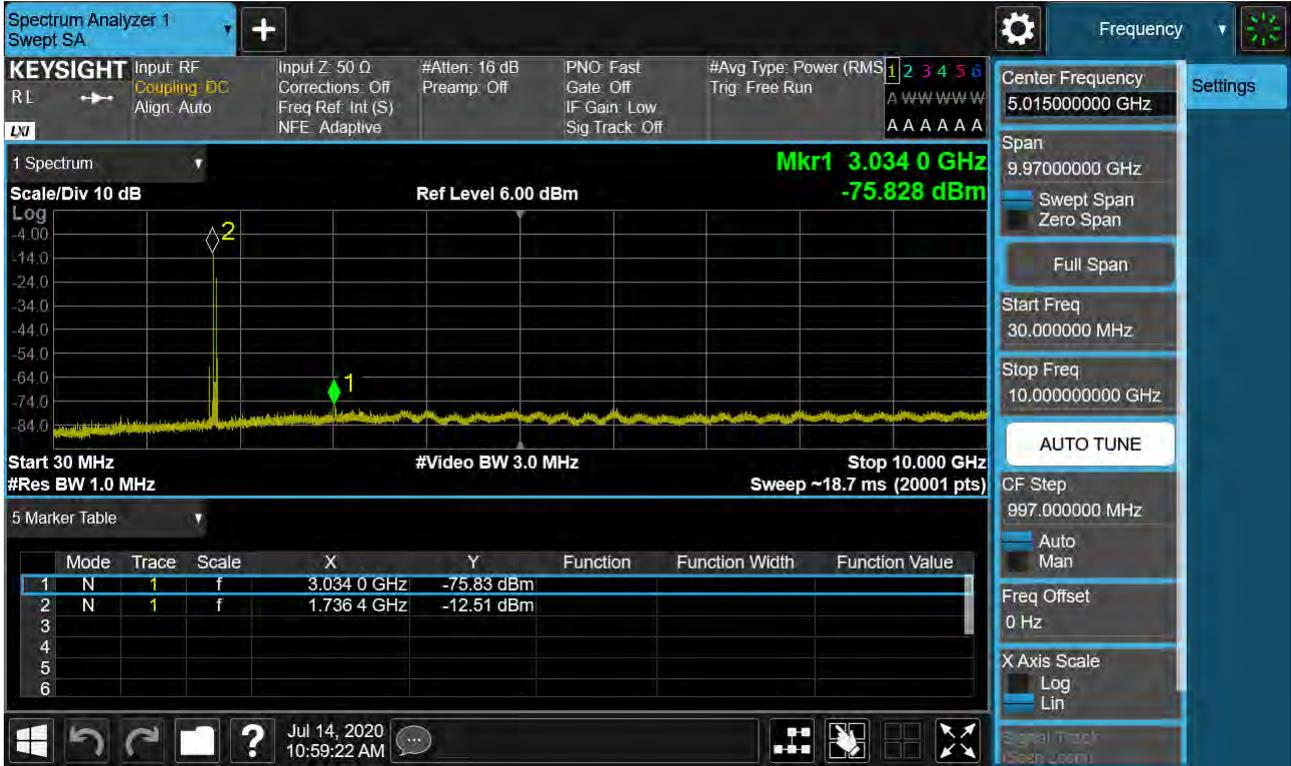 Spectrum Analyzer 1
Swept SA
Frequency
KEYSIGHT
RL
LXI
Input: RF
Coupling: DC
Align: Auto
Input Z: 50 Ω
Corrections: Off
Freq Ref: Int (S)
NFE: Adaptive
#Atten: 16 dB
Preamp: Off
PNO: Fast
Gate: Off
IF Gain: Low
Sig Track: Off
#Avg Type: Power (RMS
Trig: Free Run
1 2 3 4 5 6
A W W W W W
A A A A A A
1 Spectrum
Mkr1 3.034 0 GHz
-75.828 dBm
Scale/Div 10 dB
Ref Level 6.00 dBm
Log
-4.00
-14.0
-24.0
-34.0
-44.0
-54.0
-64.0
-74.0
-84.0
2
1
Start 30 MHz
#Video BW 3.0 MHz
Stop 10.000 GHz
#Res BW 1.0 MHz
Sweep ~18.7 ms (20001 pts)
5 Marker Table
Mode Trace Scale X Y Function Function Width Function Value
1 N 1 f 3.034 0 GHz -75.83 dBm
2 N 1 f 1.736 4 GHz -12.51 dBm
3
4
5
6
Jul 14, 2020
10:59:22 AM
Center Frequency
5.015000000 GHz
Settings
Span
9.97000000 GHz
Swept Span
Zero Span
Full Span
Start Freq
30.000000 MHz
Stop Freq
10.000000000 GHz
AUTO TUNE
CF Step
997.000000 MHz
Auto
Man
Freq Offset
0 Hz
X Axis Scale
Log
Lin
Signal Track
(Span Zoom)